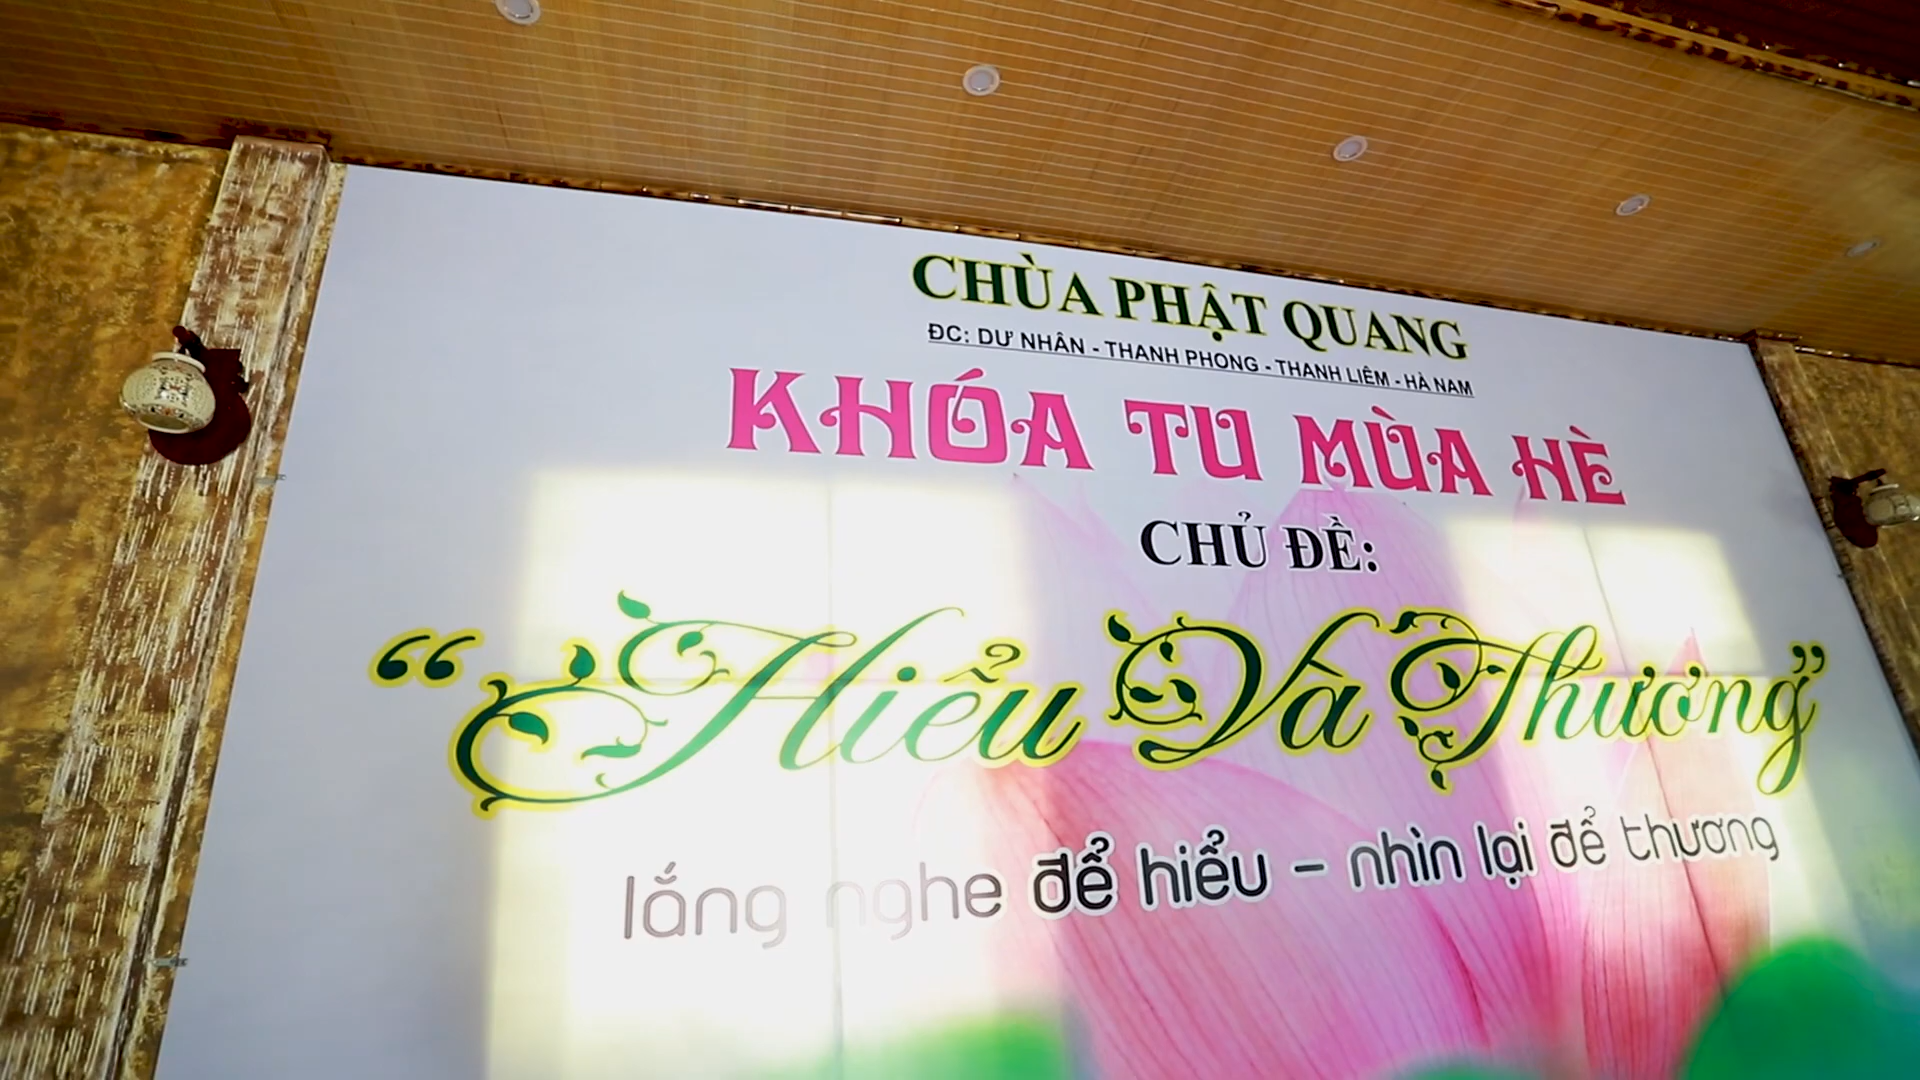 CHÙA PHẬT QUANG
ĐC: DƯ NHÂN - THANH PHONG - THANH LIÊM - HÀ NAM
KHÓA TU MÙA HÈ
CHỦ ĐỀ:
“Hiểu Và Thương”
lắng nghe để hiểu – nhìn lại để thương